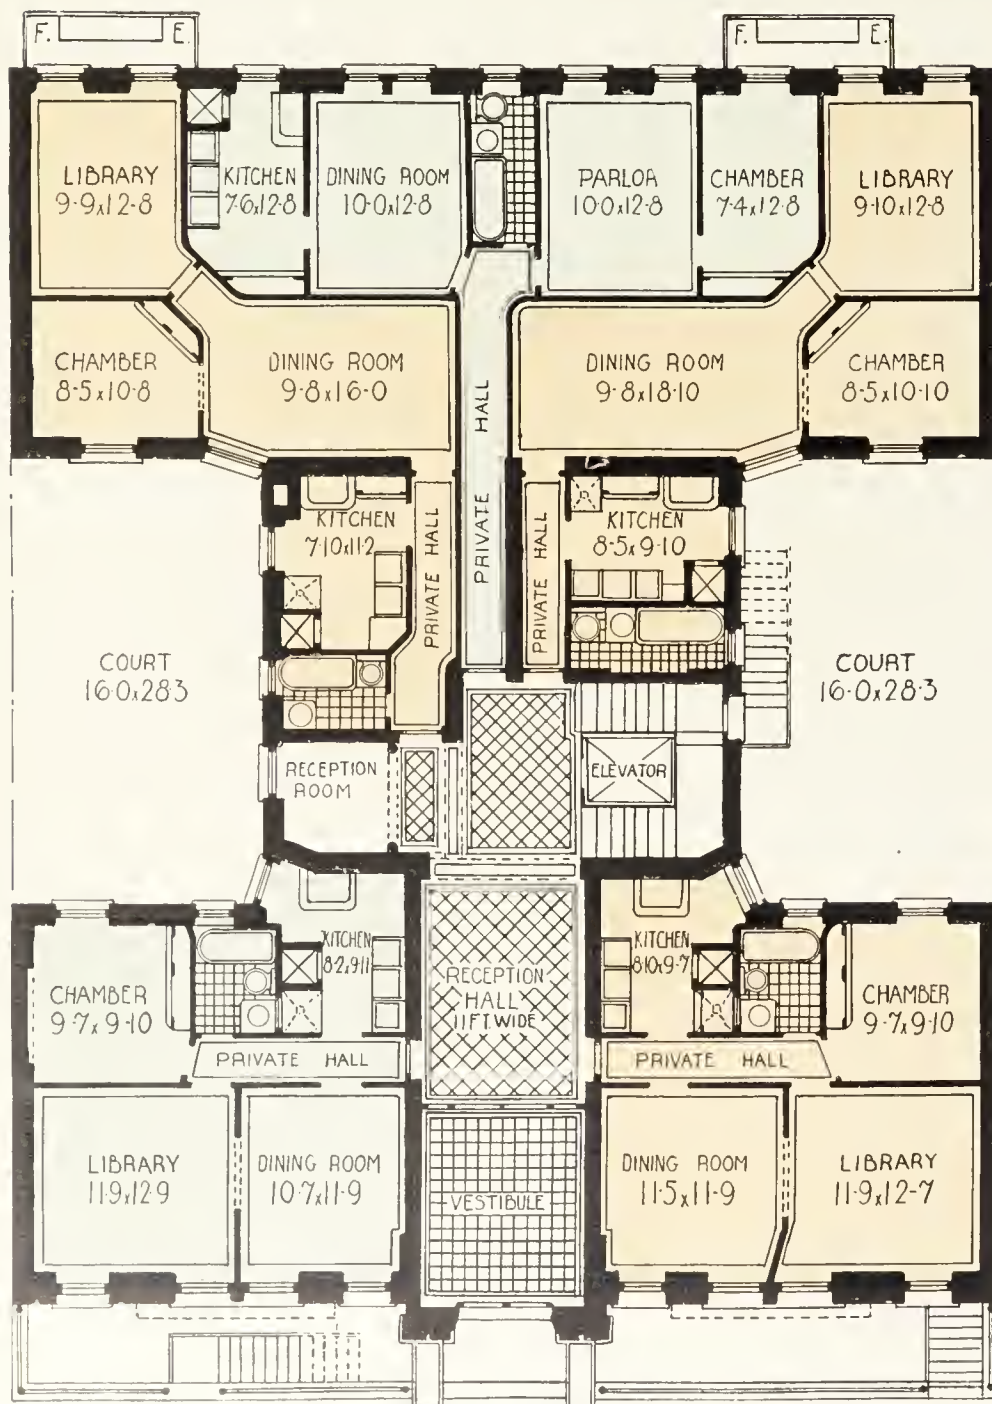 F. E.
F. E.
LIBRARY
9-9x12-8
KITCHEN
7-6x12-8
DINING ROOM
10-0x12-8
PARLOR
10-0x12-8
CHAMBER
7-4x12-8
LIBRARY
9-10x12-8
CHAMBER
8-5x10-8
DINING ROOM
9-8x16-0
PRIVATE HALL
DINING ROOM
9-8x18-10
CHAMBER
8-5x10-10
KITCHEN
7-10x11-2
PRIVATE HALL
PRIVATE HALL
KITCHEN
8-5x9-10
COURT
16-0x28-3
COURT
16-0x28-3
RECEPTION
ROOM
ELEVATOR
CHAMBER
9-7x9-10
KITCHEN
8-2x9-11
RECEPTION
HALL
11 FT. WIDE
KITCHEN
8-10x9-7
CHAMBER
9-7x9-10
PRIVATE HALL
PRIVATE HALL
LIBRARY
11-9x12-9
DINING ROOM
10-7x11-9
VESTIBULE
DINING ROOM
11-5x11-9
LIBRARY
11-9x12-7